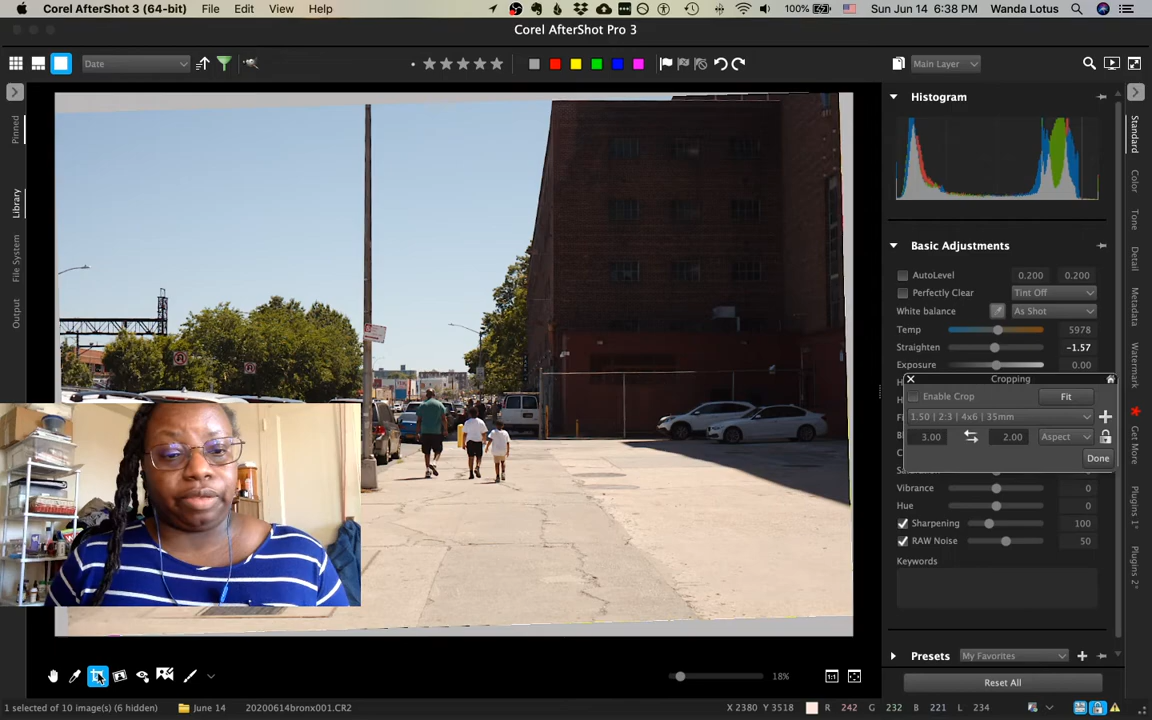 Corel AfterShot 3 (64-bit) File Edit View Help 100% Sun Jun 14 6:38 PM Wanda Lotus
Corel AfterShot Pro 3
Date Main Layer
Pinned
Library
File System
Output
Histogram
Basic Adjustments
AutoLevel 0.200 0.200
Perfectly Clear Tint Off
White balance As Shot
Temp 5978
Straighten -1.57
Exposure 0.00
Cropping
Enable Crop Fit
1.50 | 2:3 | 4x6 | 35mm
3.00 2.00 Aspect
Done
Vibrance 0
Hue 0
Sharpening 100
RAW Noise 50
Keywords
Presets My Favorites
Reset All
Standard
Color
Tone
Detail
Metadata
Watermark
Get More
Plugins 1*
Plugins 2*
18% 1:1
1 selected of 10 image(s) (6 hidden) June 14 20200614bronx001.CR2 X 2380 Y 3518 R 242 G 232 B 221 L 234